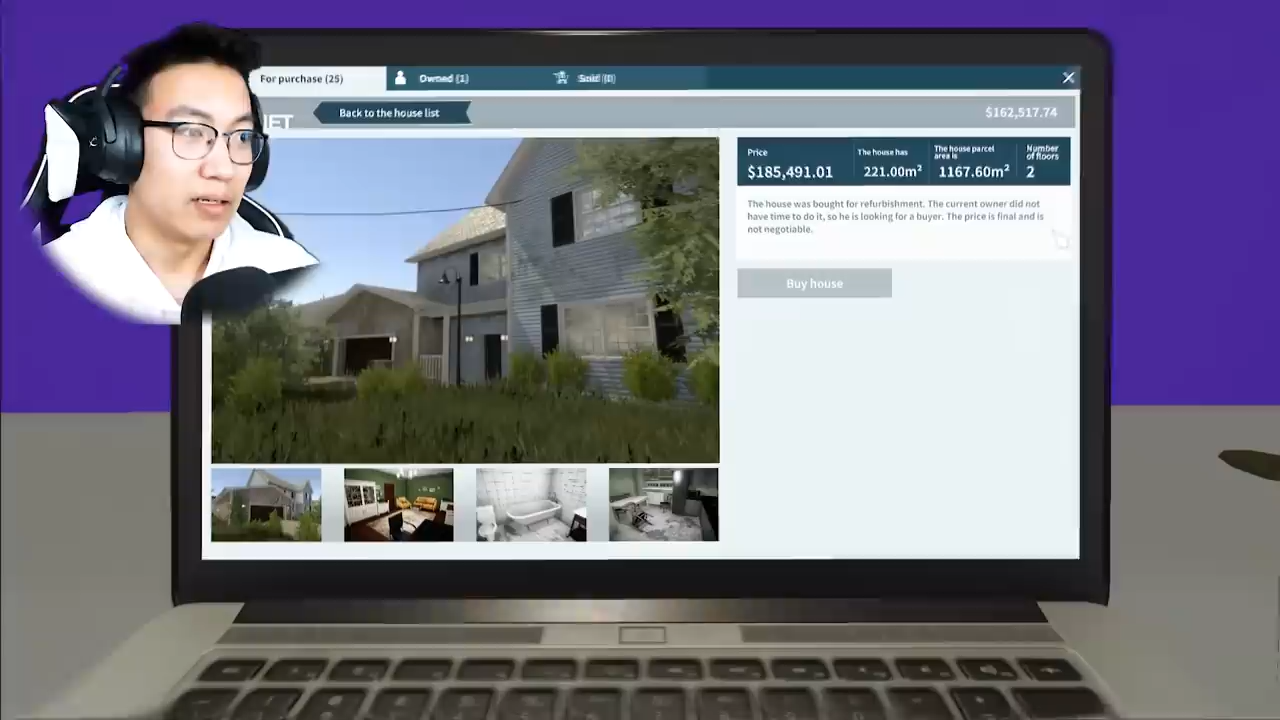 For purchase (25)
Owned (1)
Sold (0)
Back to the house list
$162,517.74
Price
$185,491.01
The house has
221.00m²
The house parcel
area is
1167.60m²
Number
of floors
2
The house was bought for refurbishment. The current owner did not
have time to do it, so he is looking for a buyer. The price is final and is
not negotiable.
Buy house